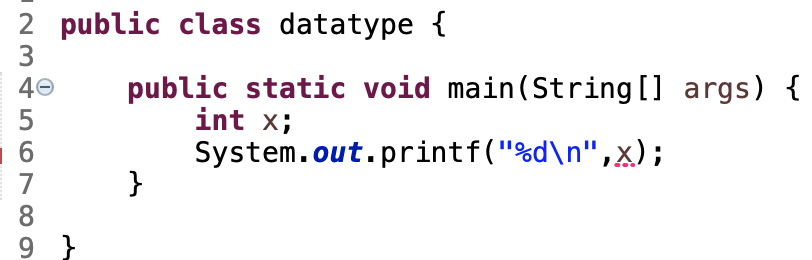 2 public class datatype {
3
4 public static void main(String[] args) {
5 int x;
6 System.out.printf("%d\n",x);
7 }
8
9 }